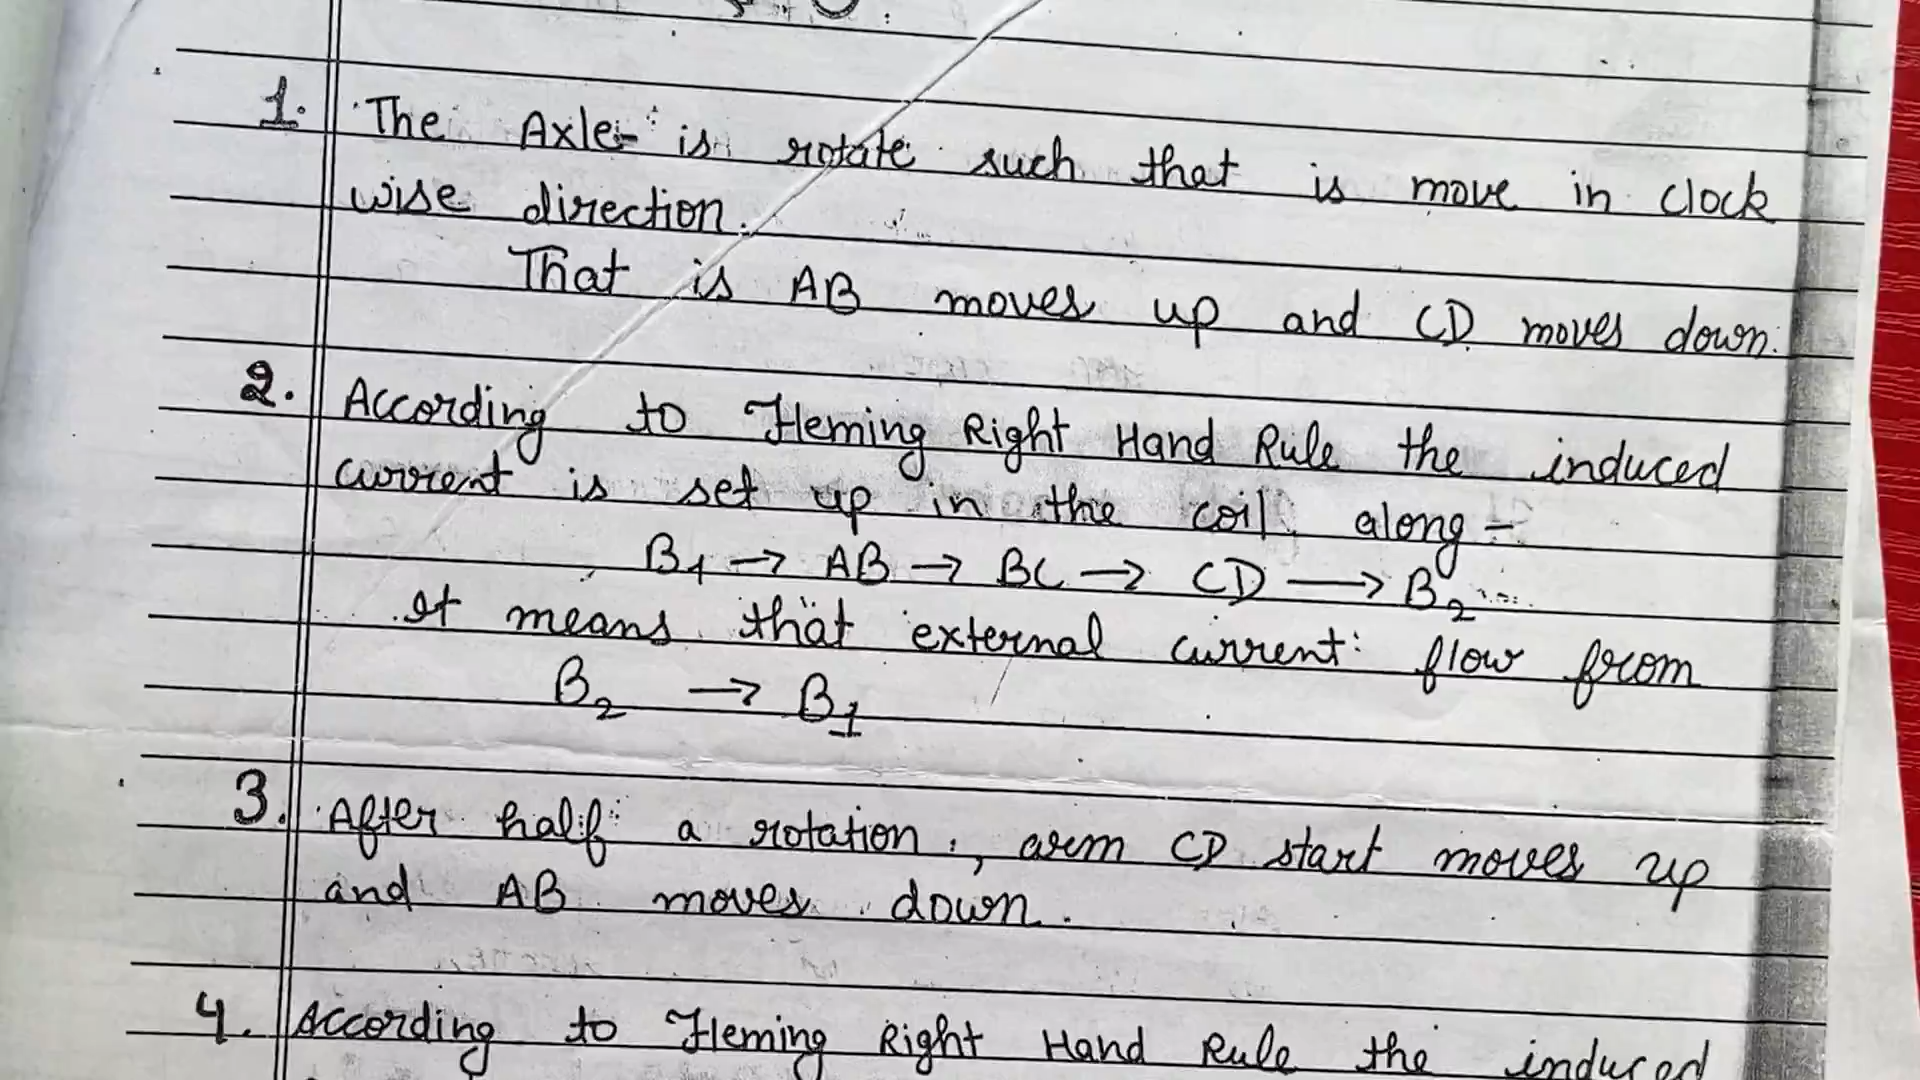 1. The Axle is rotate such that is move in clock
wise direction.
That is AB moves up and CD moves down.
2. According to Fleming Right Hand Rule the induced
current is set up in the coil along -
B1 → AB → BC → CD → B2
It means that external current flow from
B2 → B1
3. After half a rotation, arm CD start moves up
and AB moves down.
4. According to Fleming Right Hand Rule the induced